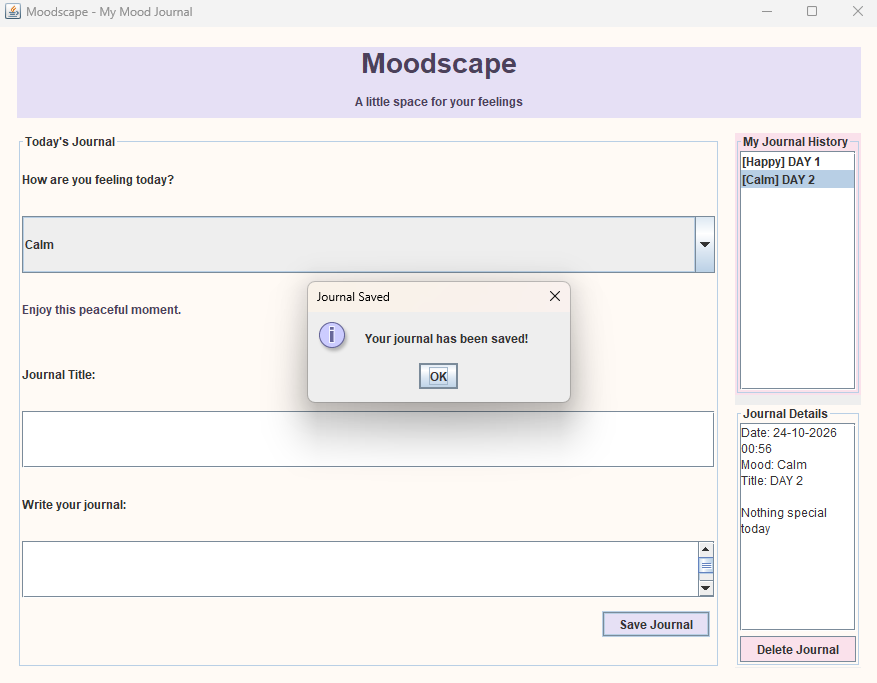 Moodscape - My Mood Journal
Moodscape
A little space for your feelings
Today's Journal
How are you feeling today?
Calm
Enjoy this peaceful moment.
Journal Title:
Write your journal:
Save Journal
Journal Saved
i
Your journal has been saved!
OK
My Journal History
[Happy] DAY 1
[Calm] DAY 2
Journal Details
Date: 24-10-2026
00:56
Mood: Calm
Title: DAY 2
Nothing special
today
Delete Journal